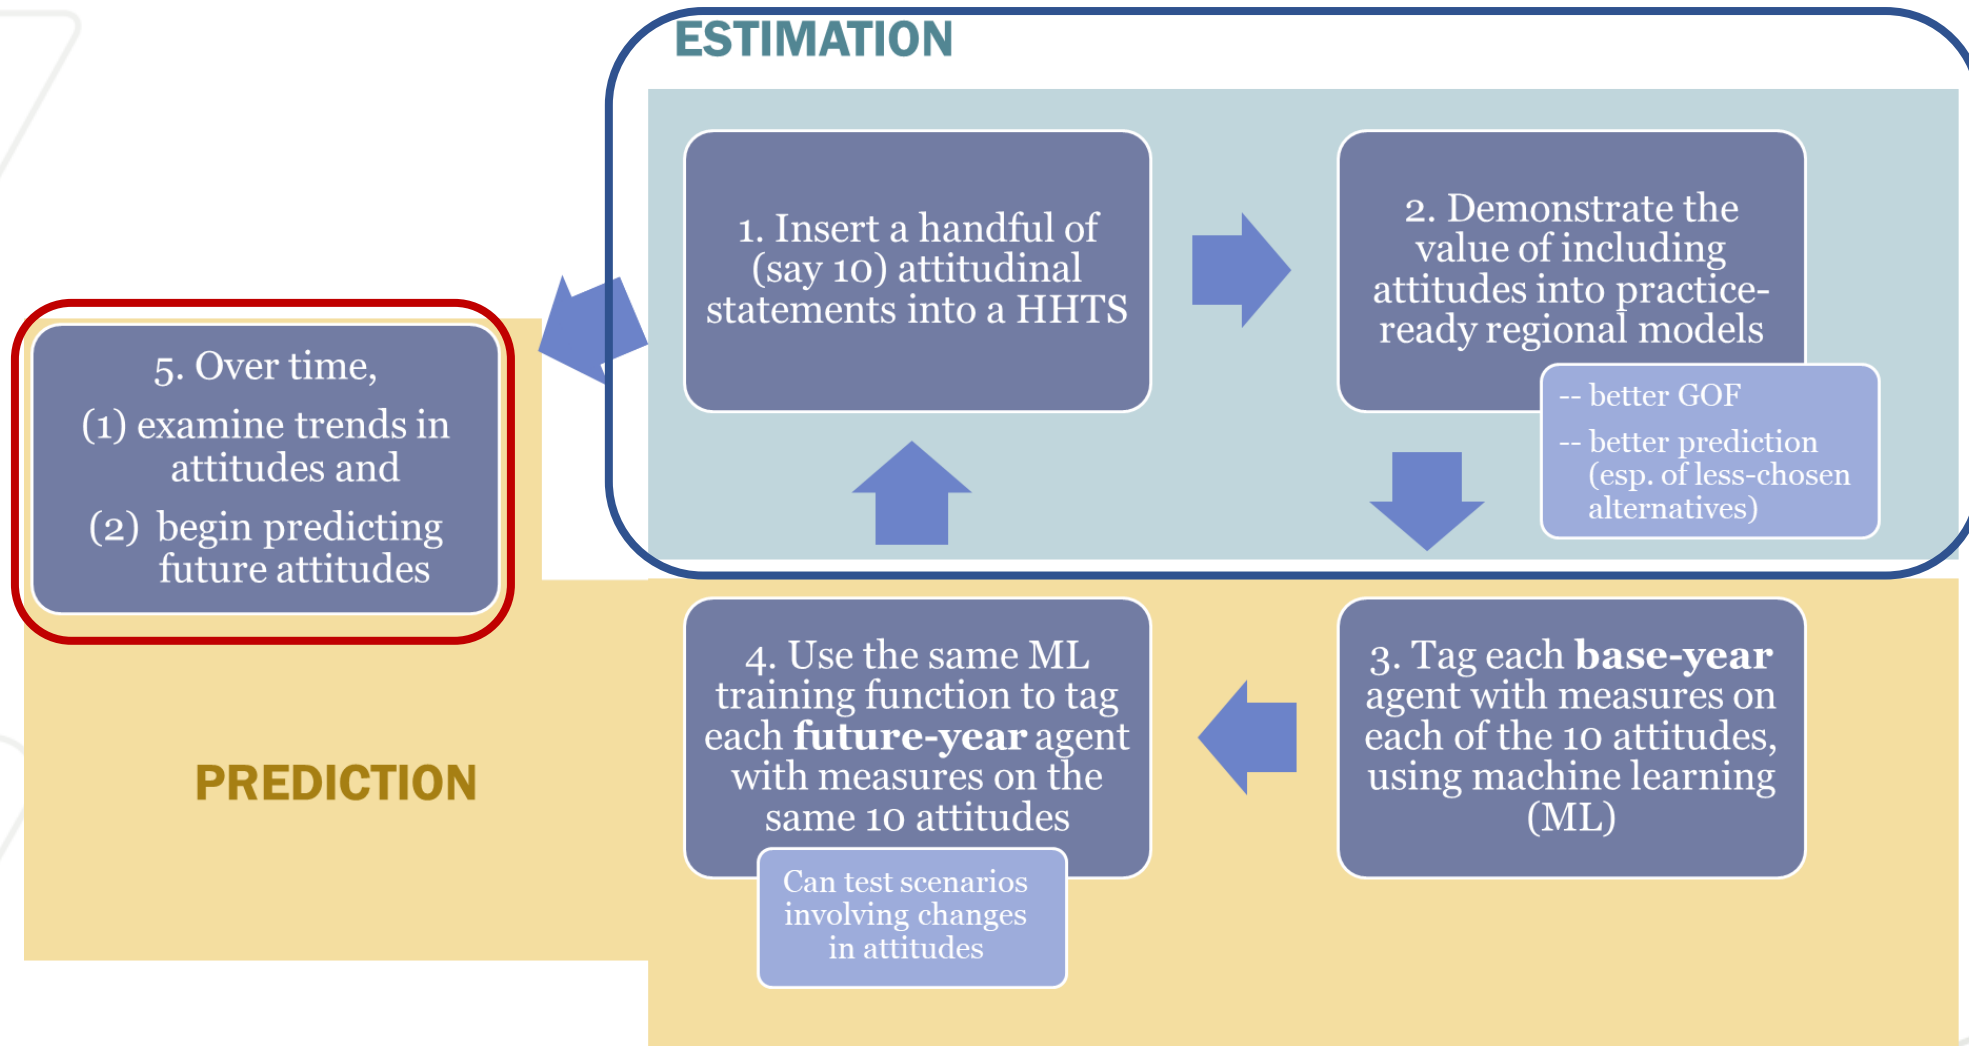 ESTIMATION
1. Insert a handful of
(say 10) attitudinal
statements into a HHTS
2. Demonstrate the
value of including
attitudes into practice-
ready regional models
-- better GOF
-- better prediction
(esp. of less-chosen
alternatives)
5. Over time,
(1) examine trends in
attitudes and
(2) begin predicting
future attitudes
4. Use the same ML
training function to tag
each future-year agent
with measures on the
same 10 attitudes
Can test scenarios
involving changes
in attitudes
3. Tag each base-year
agent with measures on
each of the 10 attitudes,
using machine learning
(ML)
PREDICTION